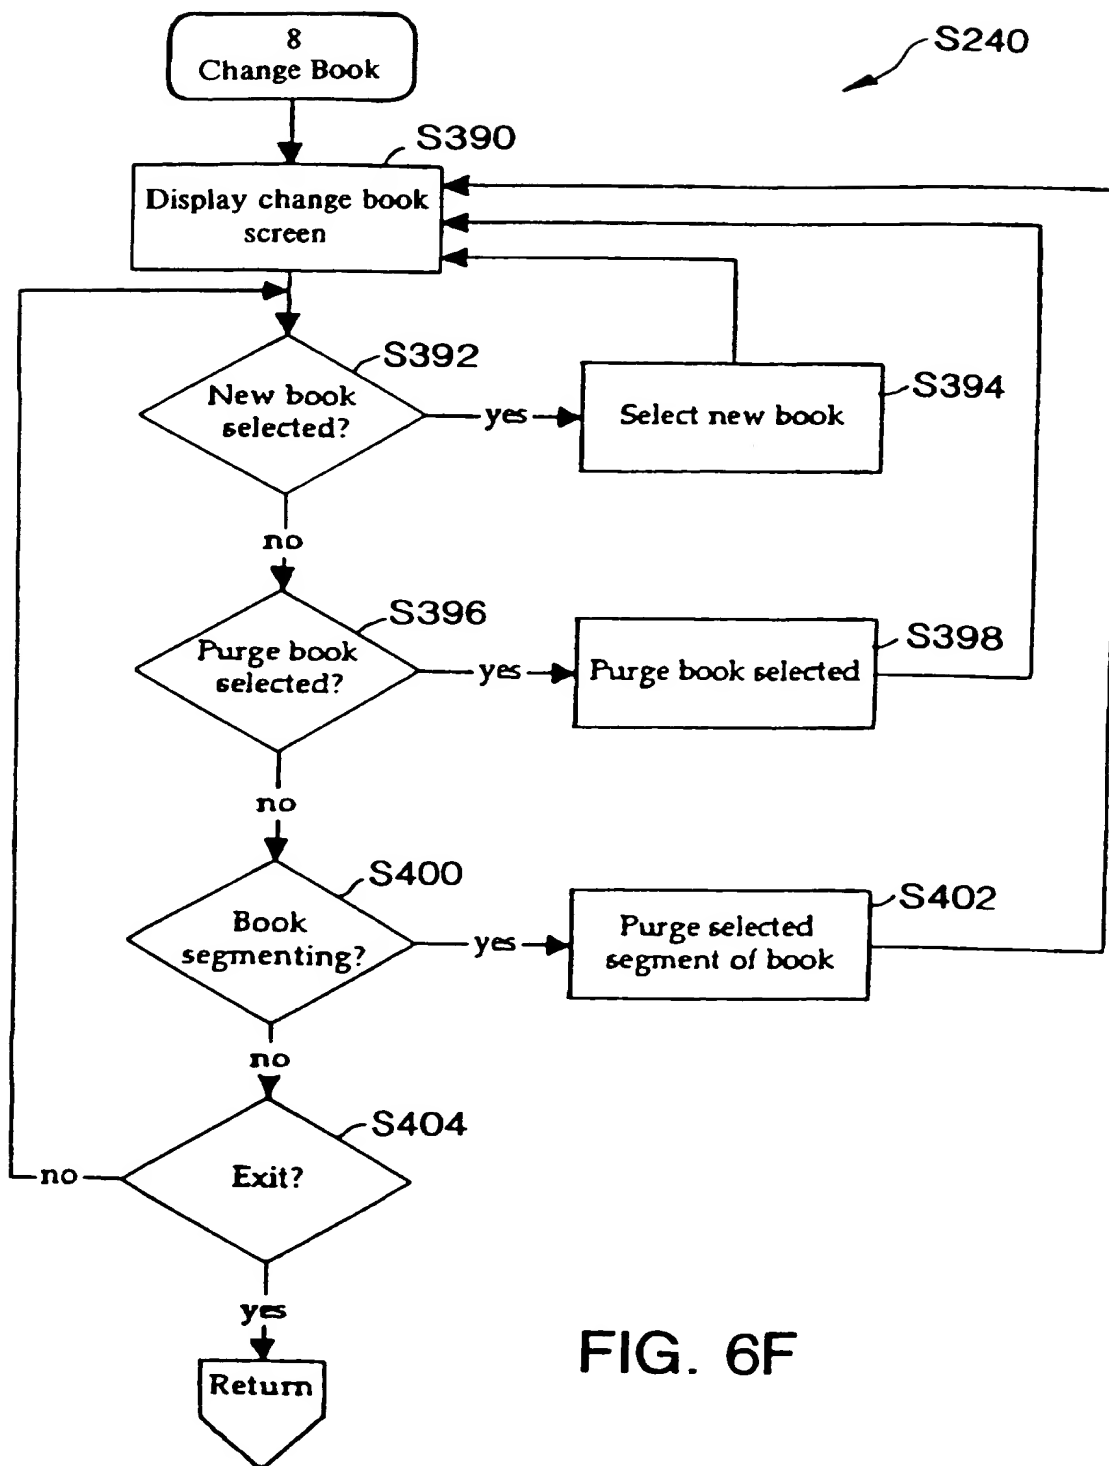 8
Change Book
S240
S390
Display change book
screen
S392
New book
selected?
yes
S394
Select new book
no
S396
Purge book
selected?
yes
S398
Purge book selected
no
S400
Book
segmenting?
yes
S402
Purge selected
segment of book
no
S404
Exit?
no
yes
Return
FIG. 6F